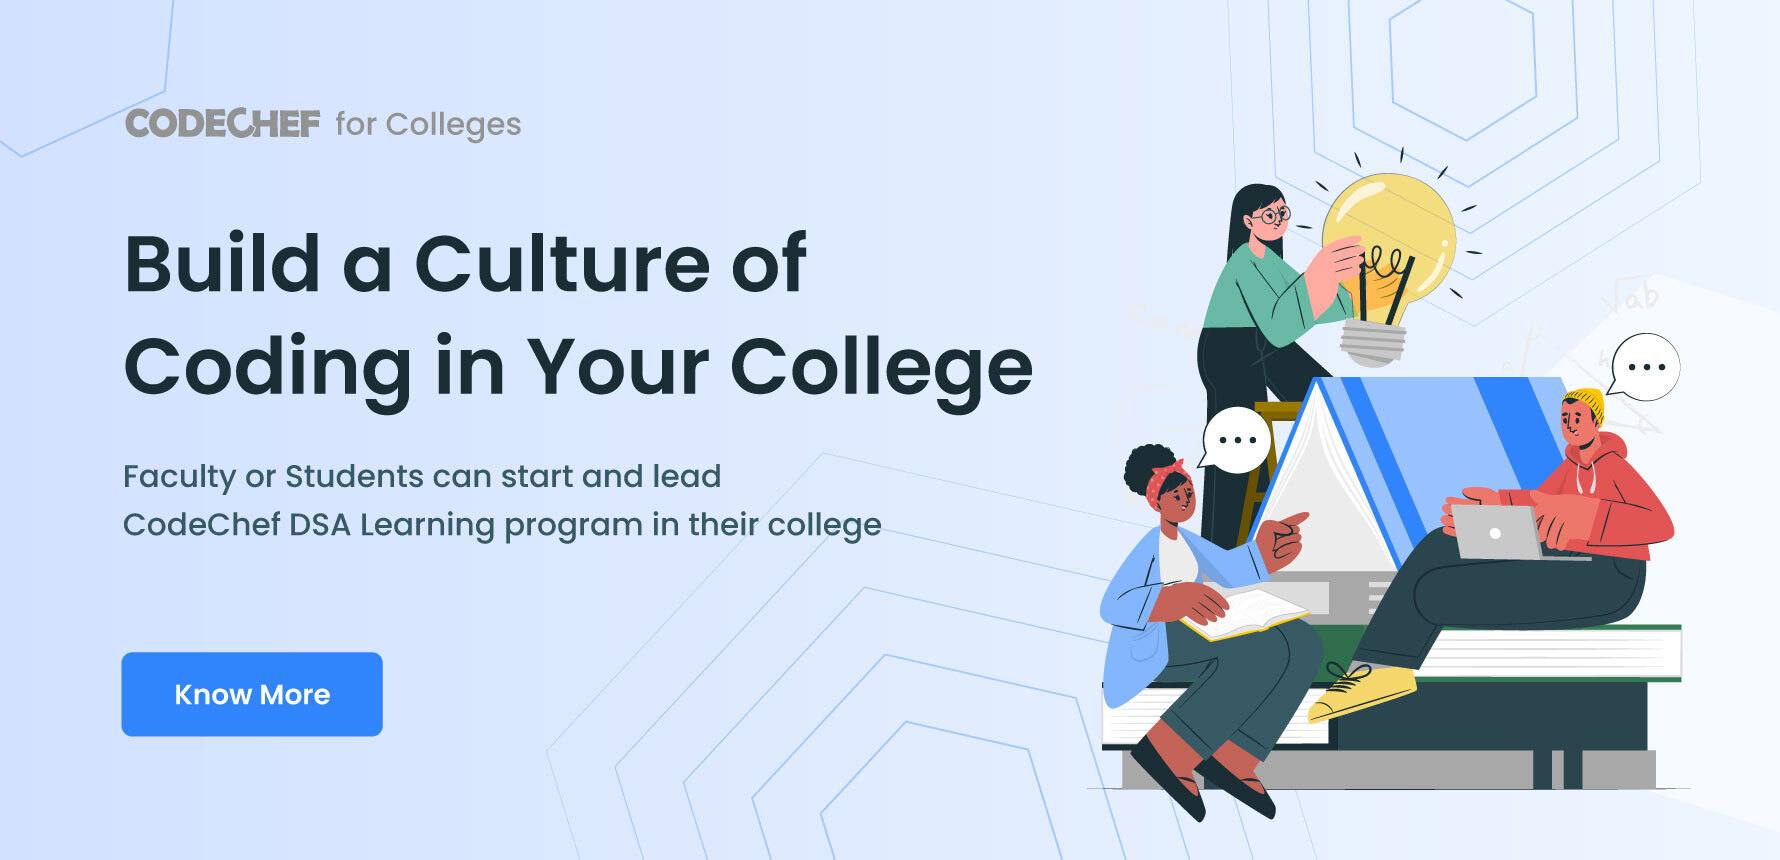 CODECHEF for Colleges
Build a Culture of
Coding in Your College
Faculty or Students can start and lead
CodeChef DSA Learning program in their college
Know More
√ab